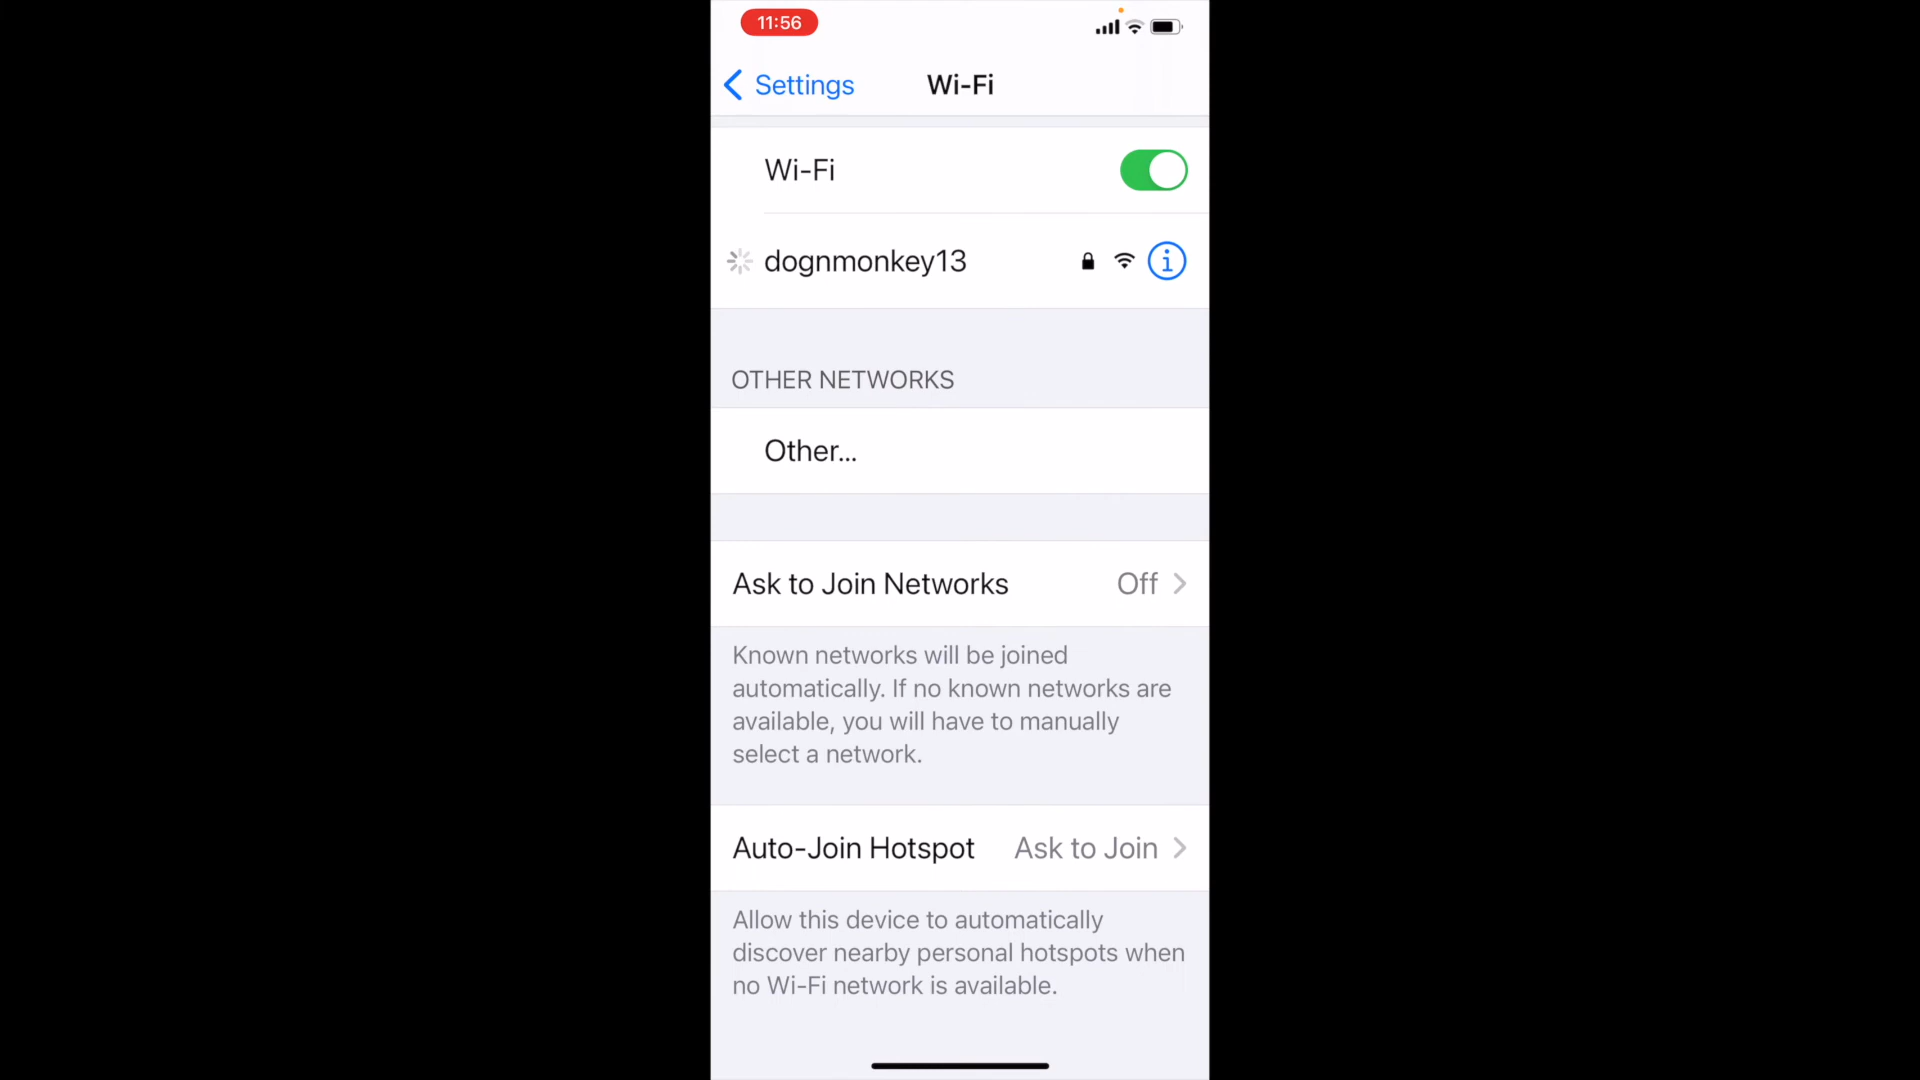 11:56
Settings
Wi-Fi
Wi-Fi
dognmonkey13
OTHER NETWORKS
Other...
Ask to Join Networks Off
Known networks will be joined
automatically. If no known networks are
available, you will have to manually
select a network.
Auto-Join Hotspot Ask to Join
Allow this device to automatically
discover nearby personal hotspots when
no Wi-Fi network is available.